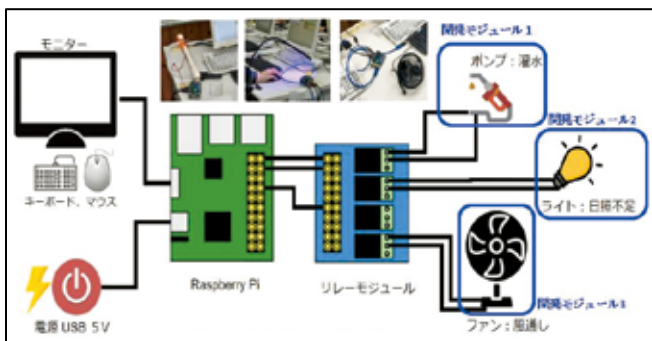 モニター
キーボード、マウス
電源 USB 5V
Raspberry Pi
リレーモジュール
開発モジュール1
ポンプ:灌水
開発モジュール2
ライト:日照不足
開発モジュール3
ファン:風通し